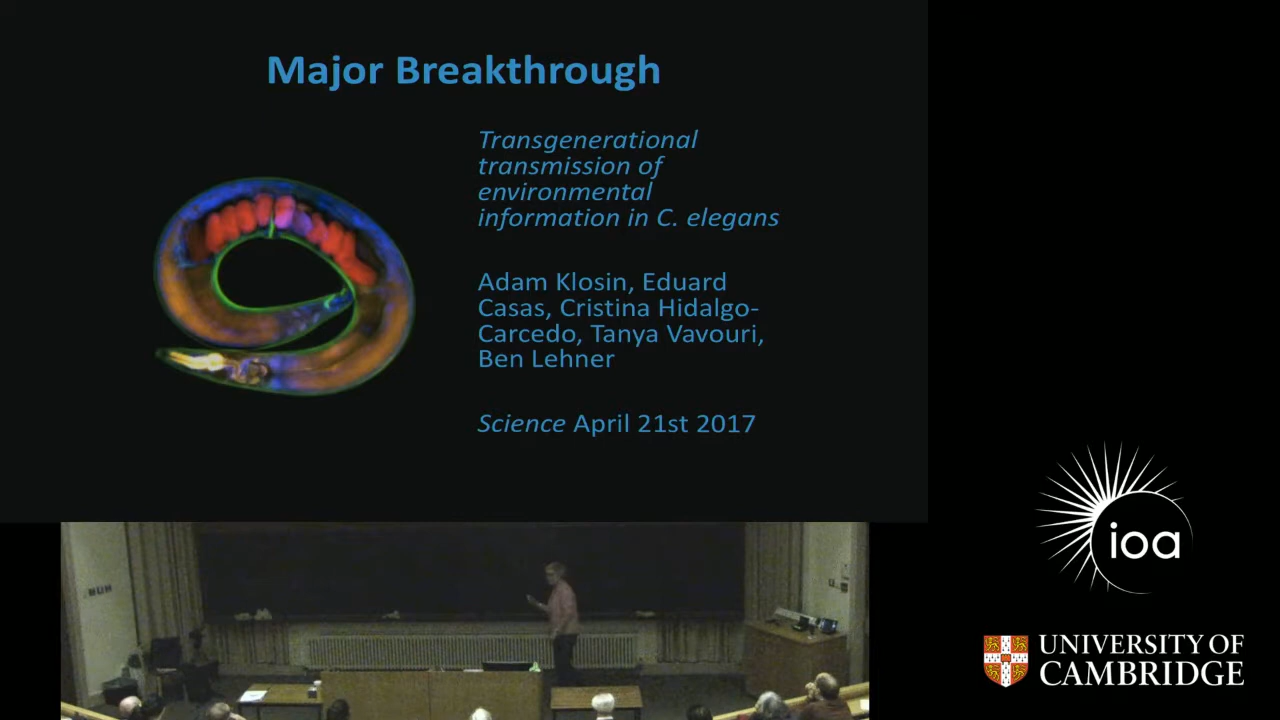 Major Breakthrough
Transgenerational
transmission of
environmental
information in C. elegans
Adam Klosin, Eduard
Casas, Cristina Hidalgo-
Carcedo, Tanya Vavouri,
Ben Lehner
Science April 21st 2017
ioa
UNIVERSITY OF
CAMBRIDGE